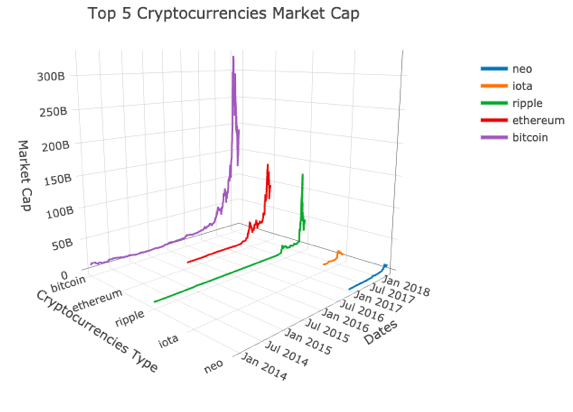 Top 5 Cryptocurrencies Market Cap
neo
iota
ripple
ethereum
bitcoin
300B
250B
200B
150B
100B
50B
0
Market Cap
bitcoin
ethereum
ripple
iota
neo
Cryptocurrencies Type
Jan 2018
Jul 2017
Jan 2017
Jul 2016
Jan 2016
Jul 2015
Jan 2015
Jul 2014
Jan 2014
Dates